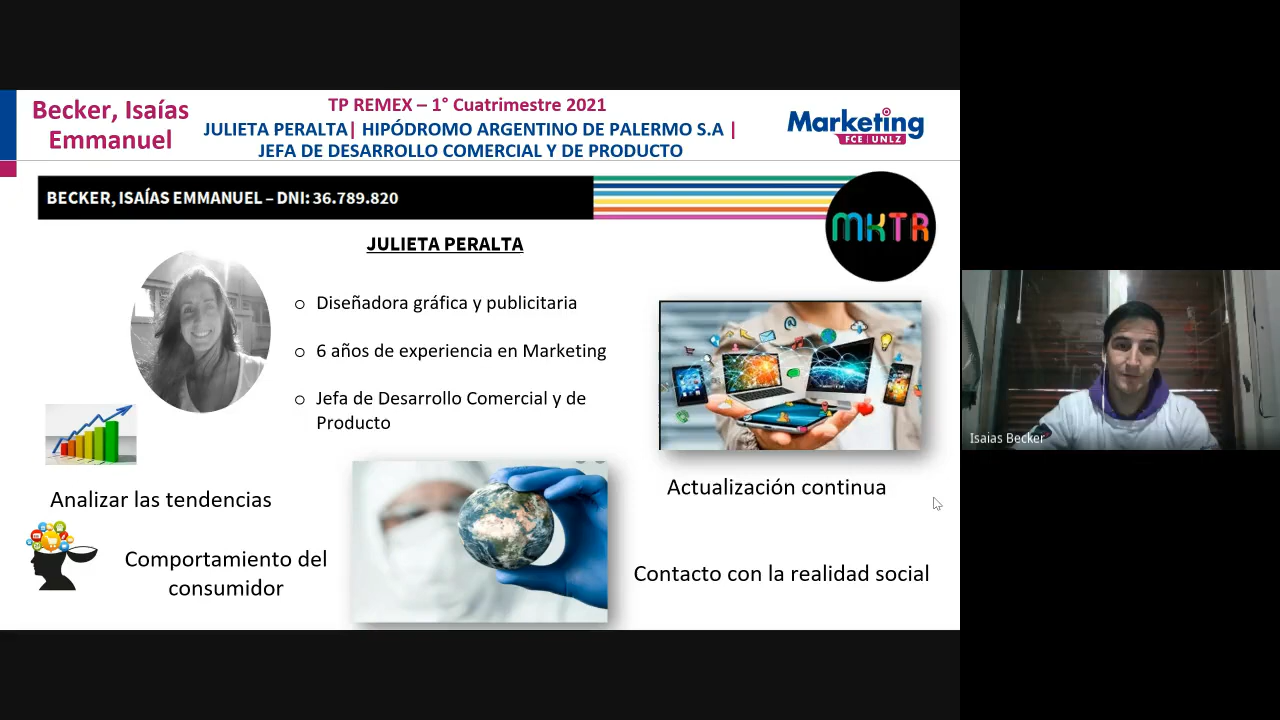 Becker, Isaías
Emmanuel
TP REMEX – 1° Cuatrimestre 2021
JULIETA PERALTA| HIPÓDROMO ARGENTINO DE PALERMO S.A |
JEFA DE DESARROLLO COMERCIAL Y DE PRODUCTO
Marketing
FCE | UNLZ
BECKER, ISAÍAS EMMANUEL – DNI: 36.789.820
MKTR
JULIETA PERALTA
o Diseñadora gráfica y publicitaria
o 6 años de experiencia en Marketing
o Jefa de Desarrollo Comercial y de
Producto
Analizar las tendencias
Comportamiento del
consumidor
Actualización continua
Contacto con la realidad social
Isaias Becker